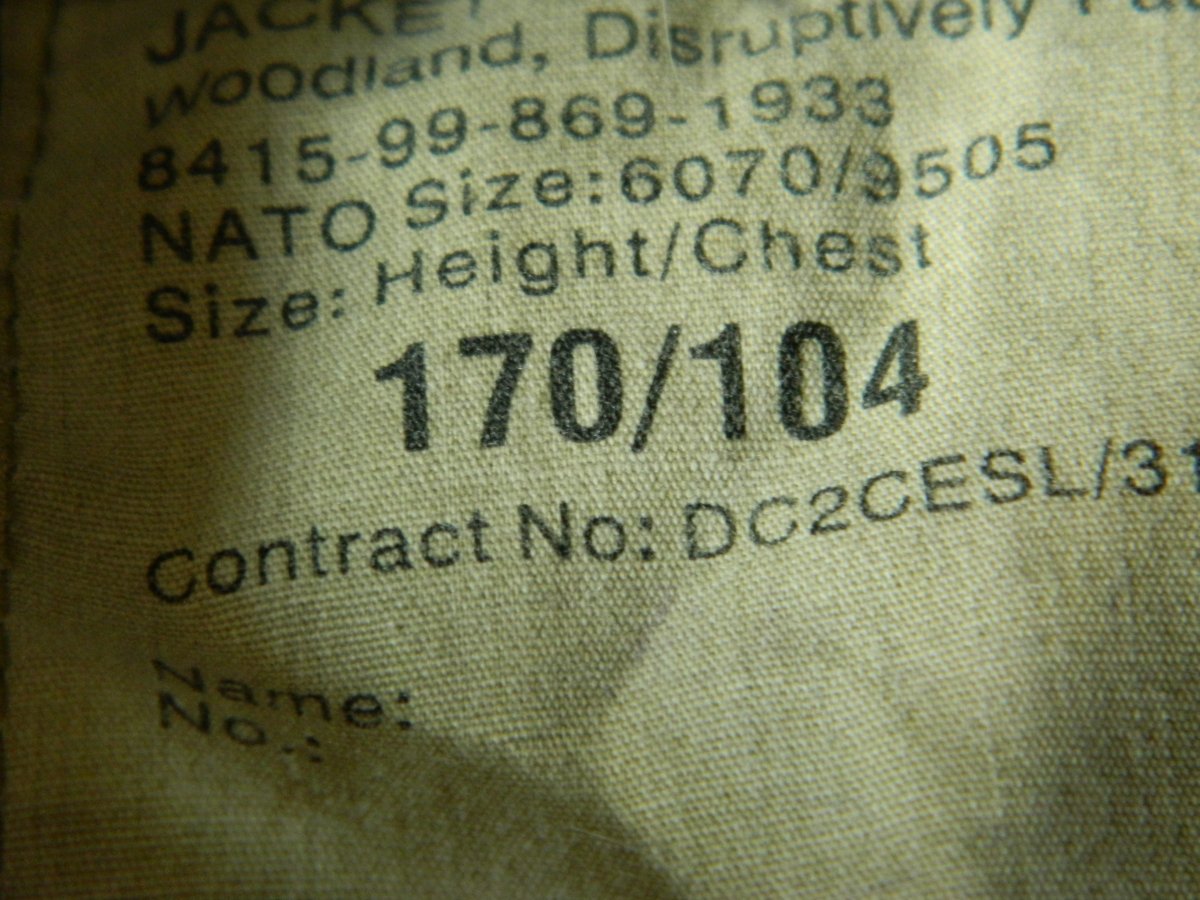 JACKET
Woodland, Disruptively
8415-99-869-1933
NATO Size:6070/9505
Size: Height/Chest
170/104
Contract No: DC2CESL/31
Name:
No.: